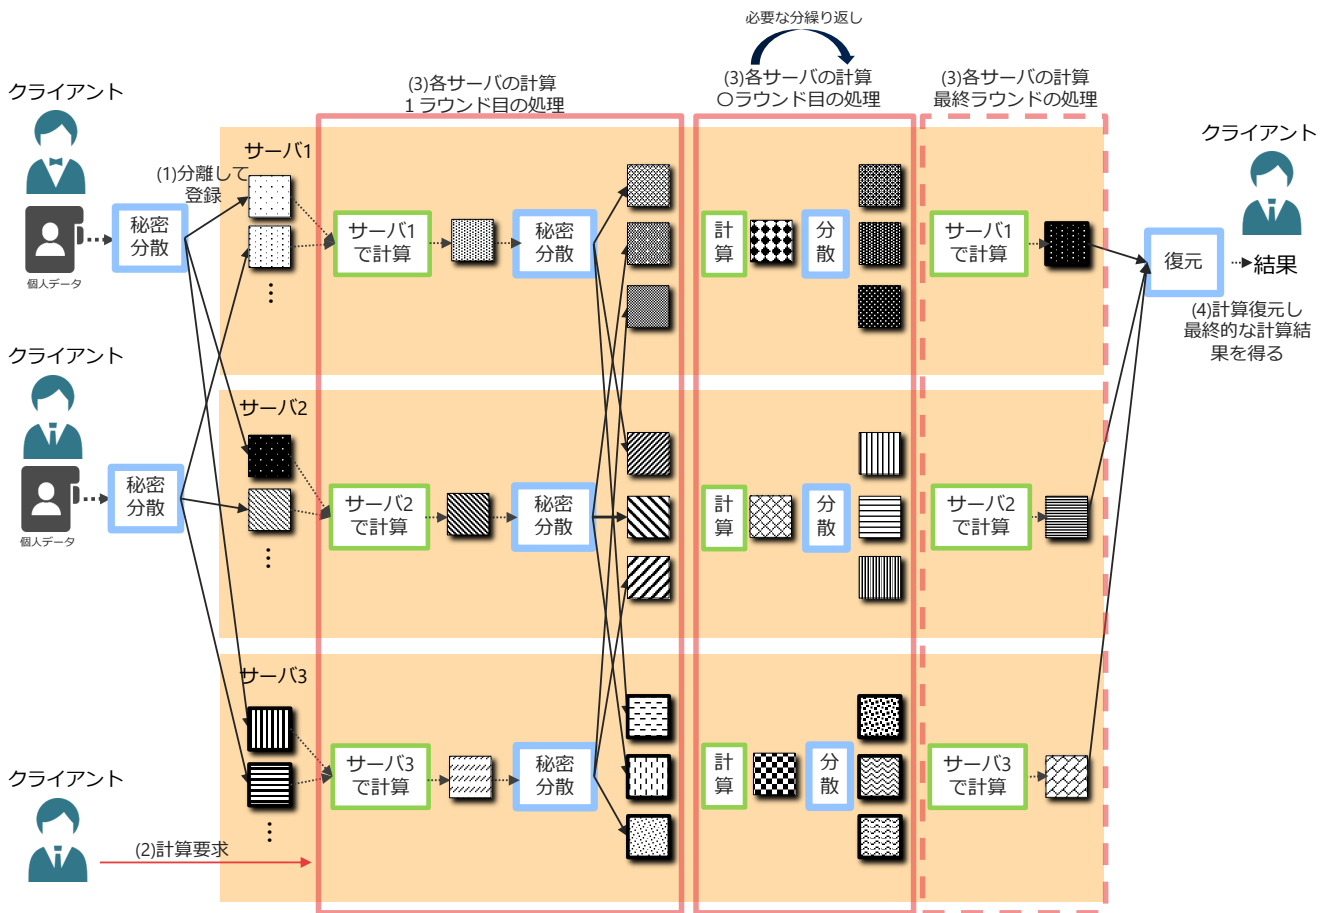 必要な分繰り返し
(3)各サーバの計算
1ラウンド目の処理
(3)各サーバの計算
〇ラウンド目の処理
(3)各サーバの計算
最終ラウンドの処理
クライアント
個人データ
秘密
分散
(1)分離して
登録
サーバ1
⋮
サーバ1
で計算
秘密
分散
計
算
分
散
サーバ1
で計算
クライアント
復元
結果
(4)計算復元し
最終的な計算結
果を得る
クライアント
個人データ
秘密
分散
サーバ2
⋮
サーバ2
で計算
秘密
分散
計
算
分
散
サーバ2
で計算
サーバ3
⋮
サーバ3
で計算
秘密
分散
計
算
分
散
サーバ3
で計算
クライアント
(2)計算要求